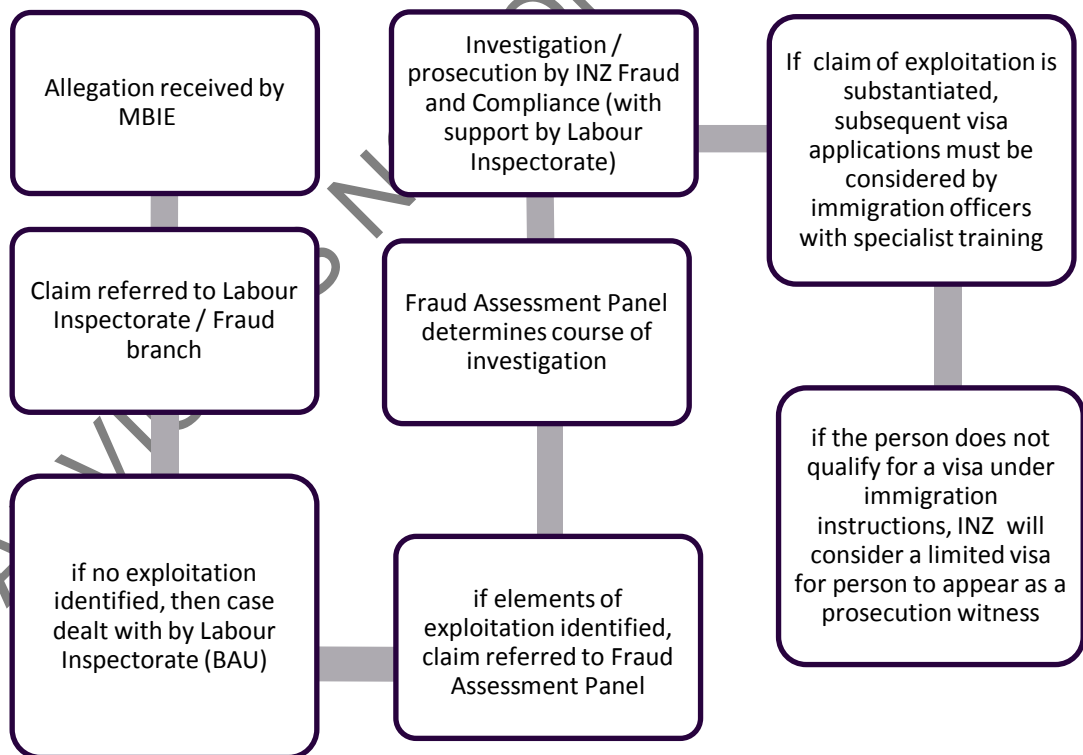 Allegation received by
MBIE
Claim referred to Labour
Inspectorate / Fraud
branch
if no exploitation
identified, then case
dealt with by Labour
Inspectorate (BAU)
if elements of
exploitation identified,
claim referred to Fraud
Assessment Panel
Fraud Assessment Panel
determines course of
investigation
Investigation /
prosecution by INZ Fraud
and Compliance (with
support by Labour
Inspectorate)
If claim of exploitation is
substantiated,
subsequent visa
applications must be
considered by
immigration officers
with specialist training
if the person does not
qualify for a visa under
immigration
instructions, INZ will
consider a limited visa
for person to appear as a
prosecution witness